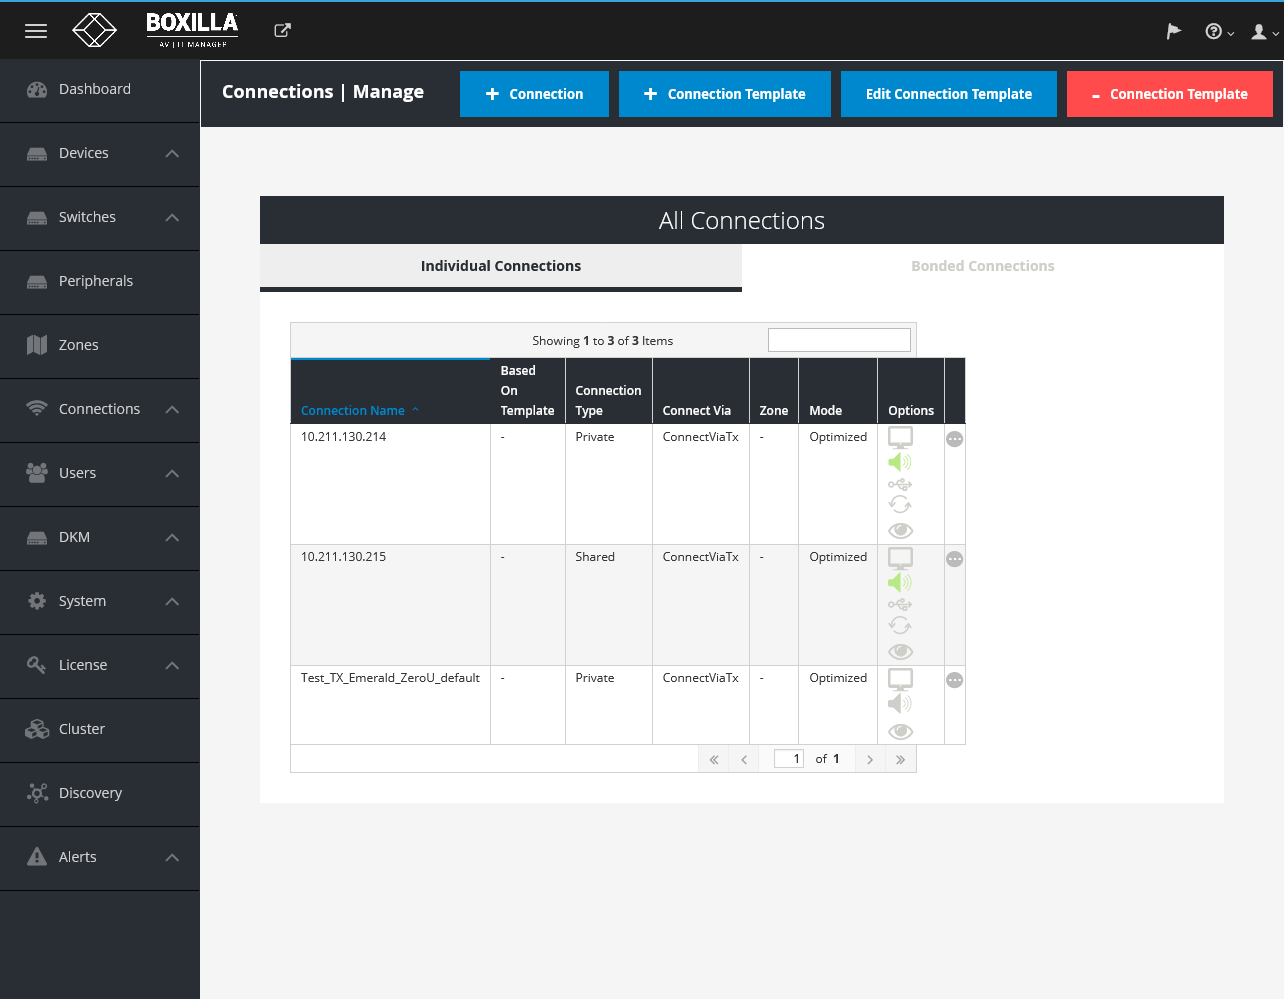 BOXILLA
AV | IT MANAGER
Dashboard
Devices
Switches
Peripherals
Zones
Connections
Users
DKM
System
License
Cluster
Discovery
Alerts
Connections | Manage
+ Connection
+ Connection Template
Edit Connection Template
- Connection Template
All Connections
Individual Connections
Bonded Connections
Showing 1 to 3 of 3 Items
Connection Name
Based On Template
Connection Type
Connect Via
Zone
Mode
Options
10.211.130.214 - Private ConnectViaTx - Optimized
10.211.130.215 - Shared ConnectViaTx - Optimized
Test_TX_Emerald_ZeroU_default - Private ConnectViaTx - Optimized
« ‹ 1 of 1 › »